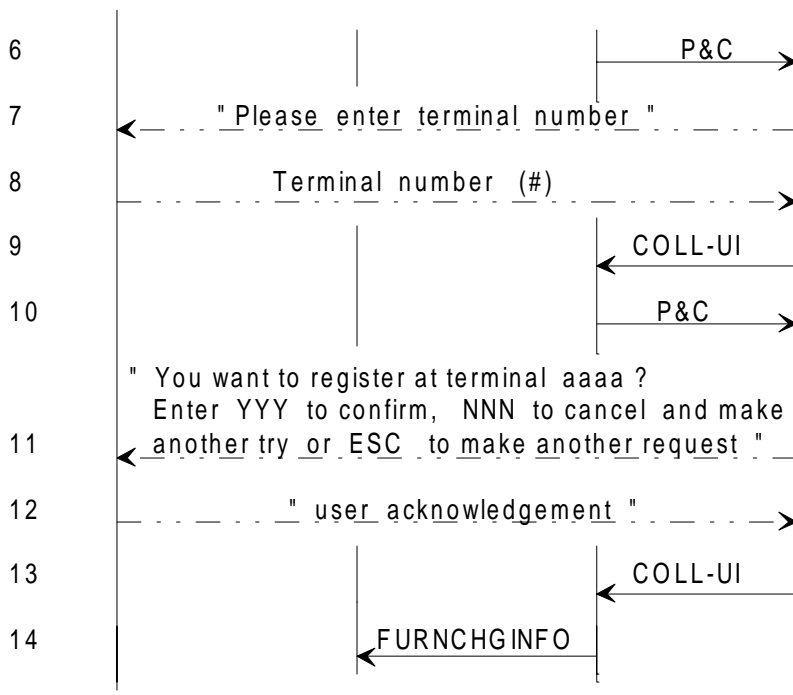 6 P&C
7 " Please enter terminal number "
8 Terminal number (#)
9 COLL-UI
10 P&C
" You want to register at terminal aaaa ?
Enter YYY to confirm, NNN to cancel and make
11 another try or ESC to make another request "
12 " user acknowledgement "
13 COLL-UI
14 FURNCHGINFO